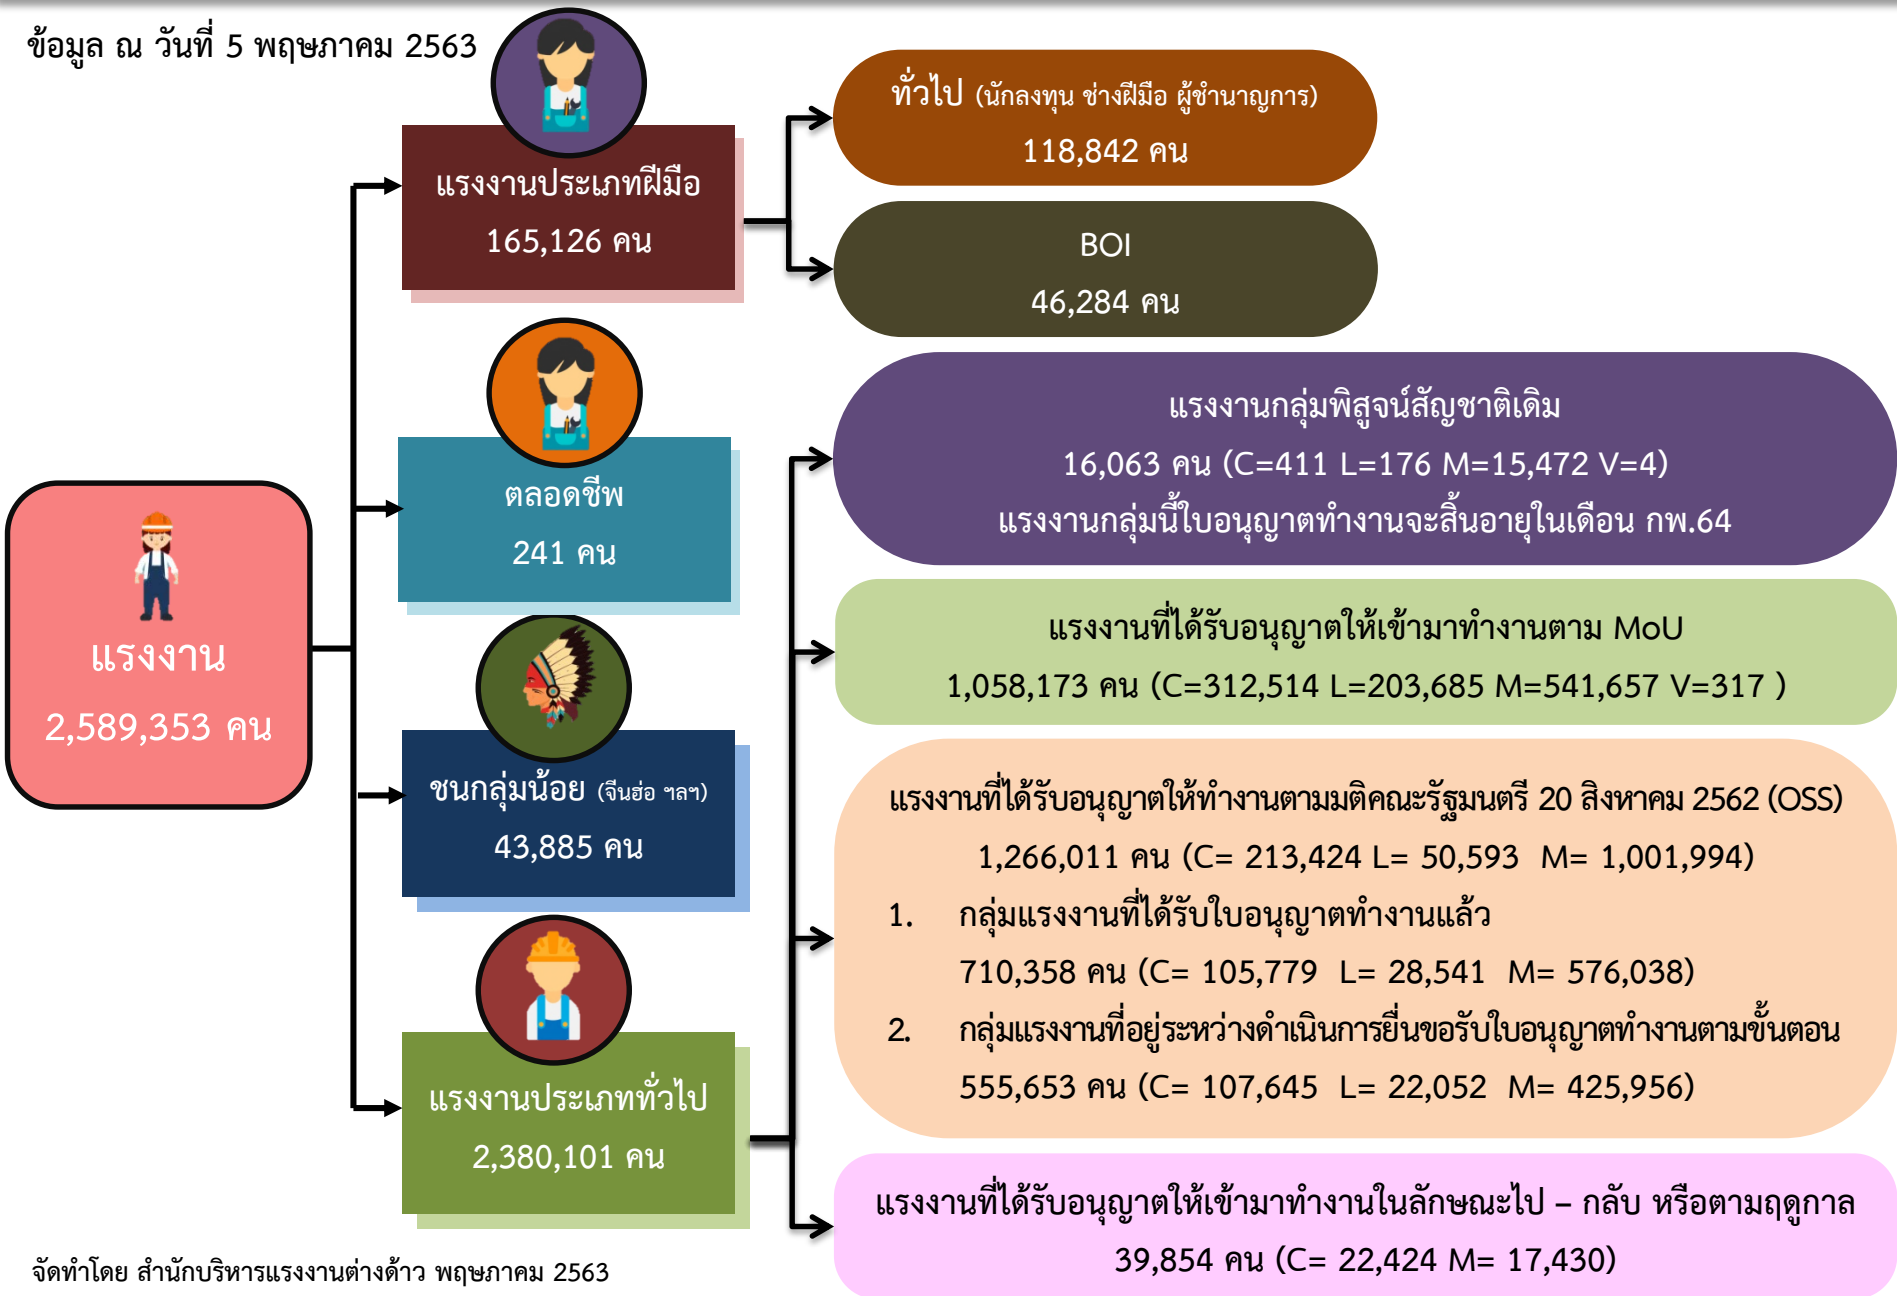 ข้อมูล ณ วันที่ 5 พฤษภาคม 2563
แรงงาน
2,589,353 คน
แรงงานประเภทฝีมือ
165,126 คน
ทั่วไป (นักลงทุน ช่างฝีมือ ผู้ชำนาญการ)
118,842 คน
BOI
46,284 คน
ตลอดชีพ
241 คน
ชนกลุ่มน้อย (จีนฮ่อ ฯลฯ)
43,885 คน
แรงงานประเภททั่วไป
2,380,101 คน
แรงงานกลุ่มพิสูจน์สัญชาติเดิม
16,063 คน (C=411 L=176 M=15,472 V=4)
แรงงานกลุ่มนี้ใบอนุญาตทำงานจะสิ้นอายุในเดือน กพ.64
แรงงานที่ได้รับอนุญาตให้เข้ามาทำงานตาม MoU
1,058,173 คน (C=312,514 L=203,685 M=541,657 V=317 )
แรงงานที่ได้รับอนุญาตให้ทำงานตามมติคณะรัฐมนตรี 20 สิงหาคม 2562 (OSS)
1,266,011 คน (C= 213,424 L= 50,593 M= 1,001,994)
1. กลุ่มแรงงานที่ได้รับใบอนุญาตทำงานแล้ว
710,358 คน (C= 105,779 L= 28,541 M= 576,038)
2. กลุ่มแรงงานที่อยู่ระหว่างดำเนินการยื่นขอรับใบอนุญาตทำงานตามขั้นตอน
555,653 คน (C= 107,645 L= 22,052 M= 425,956)
แรงงานที่ได้รับอนุญาตให้เข้ามาทำงานในลักษณะไป – กลับ หรือตามฤดูกาล
39,854 คน (C= 22,424 M= 17,430)
จัดทำโดย สำนักบริหารแรงงานต่างด้าว พฤษภาคม 2563